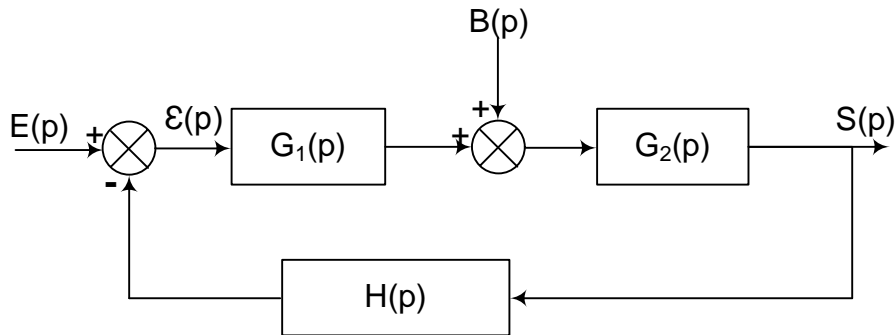 B(p)
E(p)
+
-
Ɛ(p)
G₁(p)
+
+
G₂(p)
S(p)
H(p)